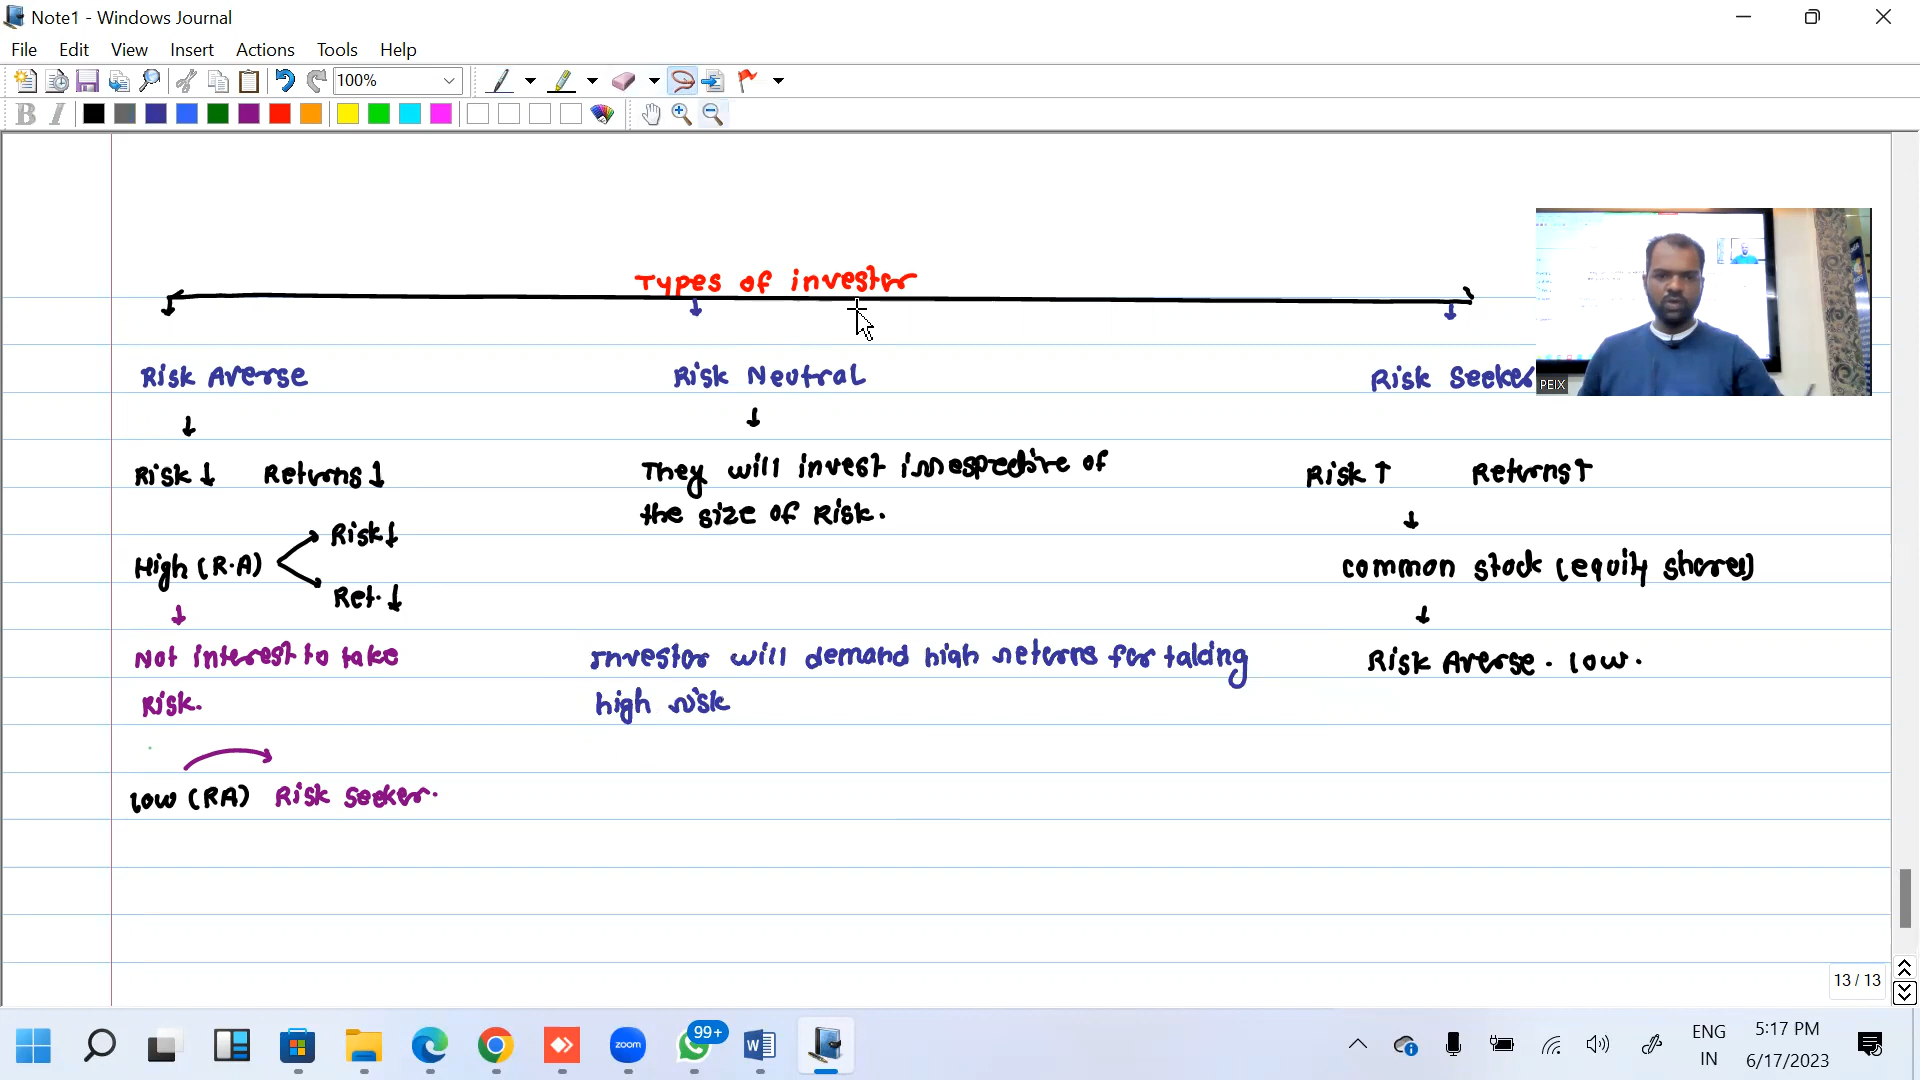 Note1 - Windows Journal
File Edit View Insert Actions Tools Help
100%
B I
Types of investor
Risk Averse
Risk Neutral
Risk Seeker
PEIX
Risk ↓ Returns ↓
They will invest irrespective of
the size of Risk.
Risk ↑ Returns ↑
High (R.A)
Risk ↓
Ret. ↓
common stock (equity shares)
Not interest to take
Risk.
Investor will demand high returns for taking
high risk
Risk Averse. low.
low (RA) Risk Seeker.
13 / 13
99+
zoom
ENG
IN
5:17 PM
6/17/2023